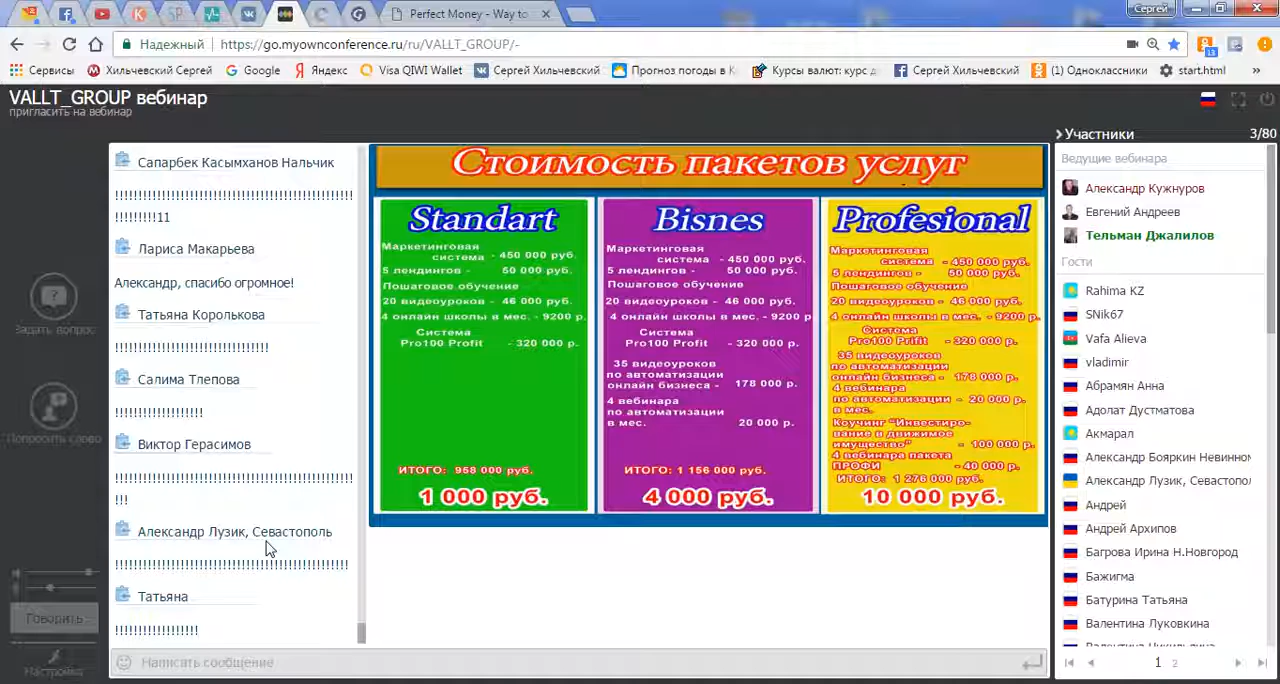 Сергей
Perfect Money - Way to
Надежный
https://go.myownconference.ru/ru/VALLT_GROUP/-
13
Сервисы
Хильчевский Сергей
Google
Яндекс
Visa QIWI Wallet
Сергей Хильчевский
Прогноз погоды в К
Курсы валют: курс д
Сергей Хильчевский
(1) Одноклассники
start.html
»
VALLT_GROUP вебинар
пригласить на вебинар
Задать вопрос
Попросить слово
Говорить
Настройка
Сапарбек Касымханов Нальчик
!!!!!!!!!!!!!!!!!!!!!!!!!!!!!!!!!!!!!!!!!!!!!!!!!!!
!!!!!!!!!11
Лариса Макарьева
Александр, спасибо огромное!
Татьяна Королькова
!!!!!!!!!!!!!!!!!!!!!!!!!!!!!!!!!
Салима Тлепова
!!!!!!!!!!!!!!!!!!!
Виктор Герасимов
!!!!!!!!!!!!!!!!!!!!!!!!!!!!!!!!!!!!!!!!!!!!!!!!!!!
!!!
Александр Лузик, Севастополь
!!!!!!!!!!!!!!!!!!!!!!!!!!!!!!!!!!!!!!!!!!!!!!!!!!
Татьяна
!!!!!!!!!!!!!!!!!!
Написать сообщение
Стоимость пакетов услуг
Standart
Маркетинговая
система - 450 000 руб.
5 лендингов - 50 000 руб.
Пошаговое обучение
20 видеоуроков - 46 000 руб.
4 онлайн школы в мес. - 9200 р.
Система
Pro100 Profit - 320 000 р.
ИТОГО: 958 000 руб.
1 000 руб.
Bisnes
Маркетинговая
система - 450 000 руб.
5 лендингов - 50 000 руб.
Пошаговое обучение
20 видеоуроков - 46 000 руб.
4 онлайн школы в мес. - 9200 р
Система
Pro100 Profit - 320 000 р.
35 видеоуроков
по автоматизации
онлайн бизнеса - 178 000 р.
4 вебинара
по автоматизации
в мес. 20 000 р.
ИТОГО: 1 156 000 руб.
4 000 руб.
Profesional
Маркетинговая
система - 450 000 руб.
5 лендингов - 50 000 руб.
Пошаговое обучение
20 видеоуроков - 46 000 руб.
4 онлайн школы в мес. - 9200 р.
Система
Pro100 Prifit - 320 000 р.
35 видеоуроков
по автоматизации
онлайн бизнеса - 178 000 р.
4 вебинара
по автоматизации - 20 000 р.
в мес.
Коучинг "Инвестиро-
вание в движимое
имущество" - 100 000 р.
4 вебинара пакета
ПРОФИ - 40 000 р.
ИТОГО: 1 276 000 руб.
10 000 руб.
Участники 3/80
Ведущие вебинара
Александр Кужнуров
Евгений Андреев
Тельман Джалилов
Гости
Rahima KZ
SNik67
Vafa Alieva
vladimir
Абрамян Анна
Адолат Дустматова
Акмарал
Александр Бояркин Невинном
Александр Лузик, Севастопол
Андрей
Андрей Архипов
Багрова Ирина Н.Новгород
Бажигма
Батурина Татьяна
Валентина Луковкина
1 2